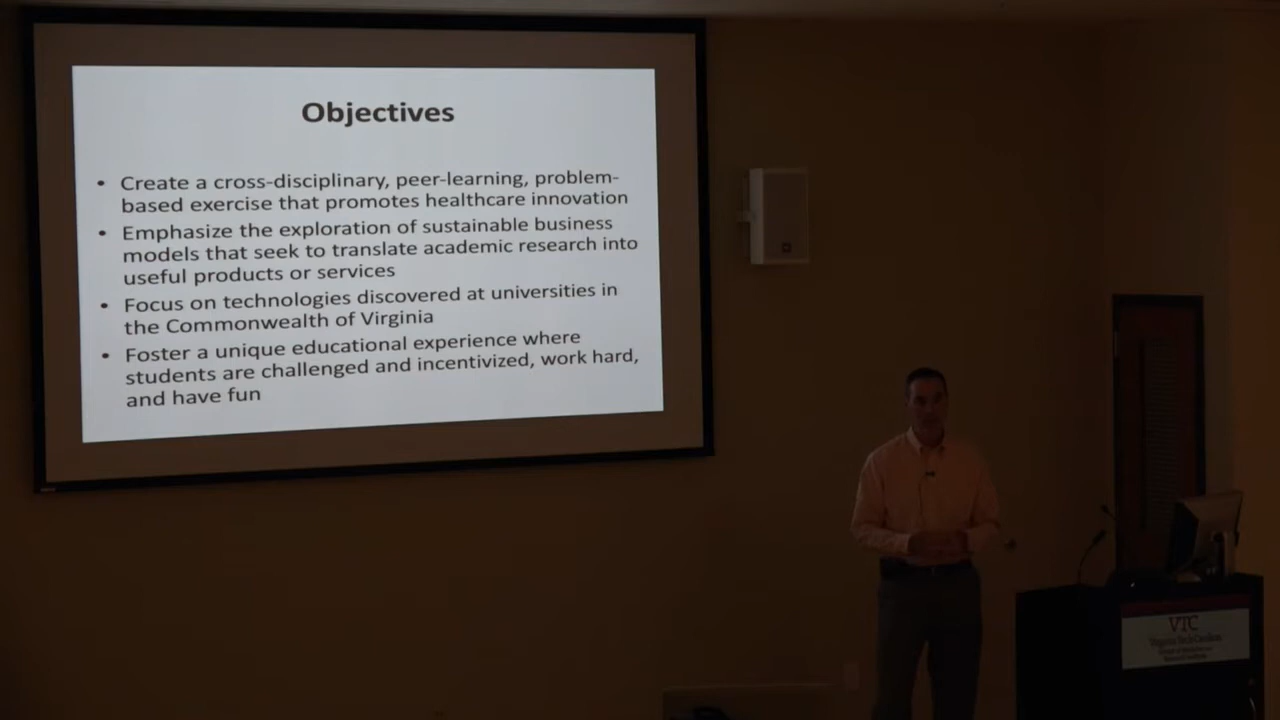 Objectives
• Create a cross-disciplinary, peer-learning, problem-
based exercise that promotes healthcare innovation
• Emphasize the exploration of sustainable business
models that seek to translate academic research into
useful products or services
• Focus on technologies discovered at universities in
the Commonwealth of Virginia
• Foster a unique educational experience where
students are challenged and incentivized, work hard,
and have fun
VTC
Virginia Tech Carilion